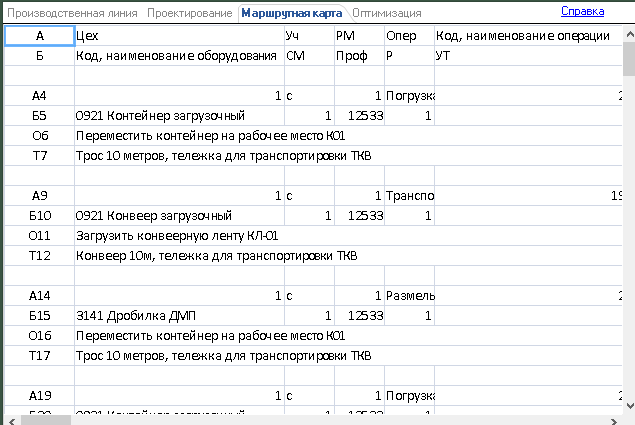 Производственная линия Проектирование Маршрутная карта Оптимизация Справка
А Цех Уч РМ Опер Код, наименование операции
Б Код, наименование оборудования СМ Проф Р УТ
А4 1 с 1 Погрузка 2
Б5 0921 Контейнер загрузочный 1 12533 1
О6 Переместить контейнер на рабочее место К01
Т7 Трос 10 метров, тележка для транспортировки ТКВ
А9 1 с 1 Транспо 19
Б10 0921 Конвеер загрузочный 1 12533 1
О11 Загрузить конвеерную ленту КЛ-01
Т12 Конвеер 10м, тележка для транспортировки ТКВ
А14 1 с 1 Размель 2
Б15 3141 Дробилка ДМП 1 12533 1
О16 Переместить контейнер на рабочее место К01
Т17 Трос 10 метров, тележка для транспортировки ТКВ
А19 1 с 1 Погрузка 2
Б20 0921 Контейнер загрузочный 1 12533 1